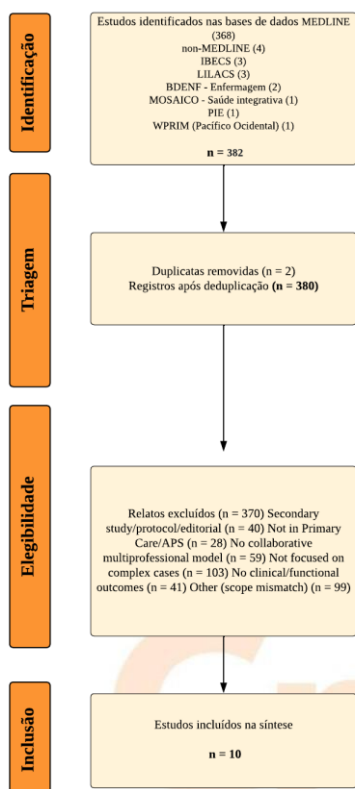 Identificação
Estudos identificados nas bases de dados MEDLINE
(368)
non-MEDLINE (4)
IBECS (3)
LILACS (3)
BDENF - Enfermagem (2)
MOSAICO - Saúde integrativa (1)
PIE (1)
WPRIM (Pacífico Ocidental) (1)
n = 382
Triagem
Duplicatas removidas (n = 2)
Registros após deduplicação (n = 380)
Elegibilidade
Relatos excluídos (n = 370) Secondary
study/protocol/editorial (n = 40) Not in Primary
Care/APS (n = 28) No collaborative
multiprofessional model (n = 59) Not focused on
complex cases (n = 103) No clinical/functional
outcomes (n = 41) Other (scope mismatch) (n = 99)
Inclusão
Estudos incluídos na síntese
n = 10